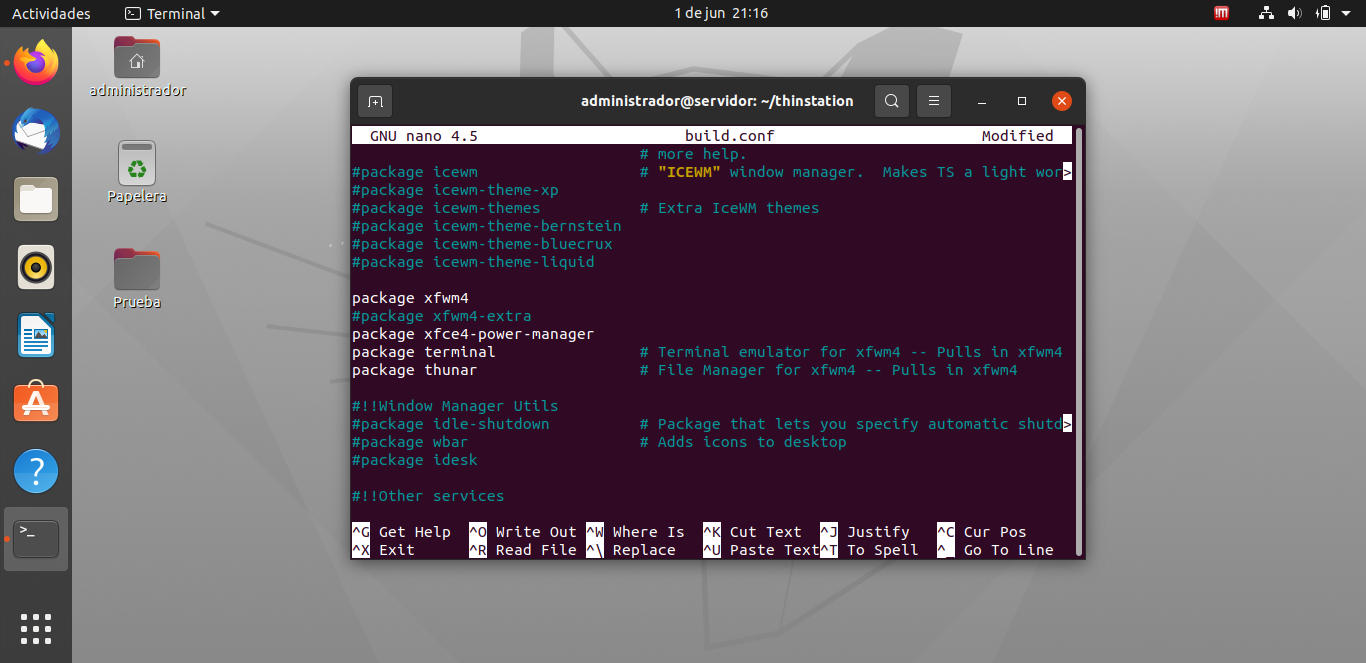 Actividades
Terminal
1 de jun 21:16
administrador
Papelera
Prueba
administrador@servidor: ~/thinstation
GNU nano 4.5 build.conf Modified
# more help.
#package icewm # "ICEWM" window manager. Makes TS a light wor>
#package icewm-theme-xp
#package icewm-themes # Extra IceWM themes
#package icewm-theme-bernstein
#package icewm-theme-bluecrux
#package icewm-theme-liquid
package xfwm4
#package xfwm4-extra
package xfce4-power-manager
package terminal # Terminal emulator for xfwm4 -- Pulls in xfwm4
package thunar # File Manager for xfwm4 -- Pulls in xfwm4
#!!Window Manager Utils
#package idle-shutdown # Package that lets you specify automatic shutd>
#package wbar # Adds icons to desktop
#package idesk
#!!Other services
^G Get Help ^O Write Out ^W Where Is ^K Cut Text ^J Justify ^C Cur Pos
^X Exit ^R Read File ^\ Replace ^U Paste Text ^T To Spell ^_ Go To Line